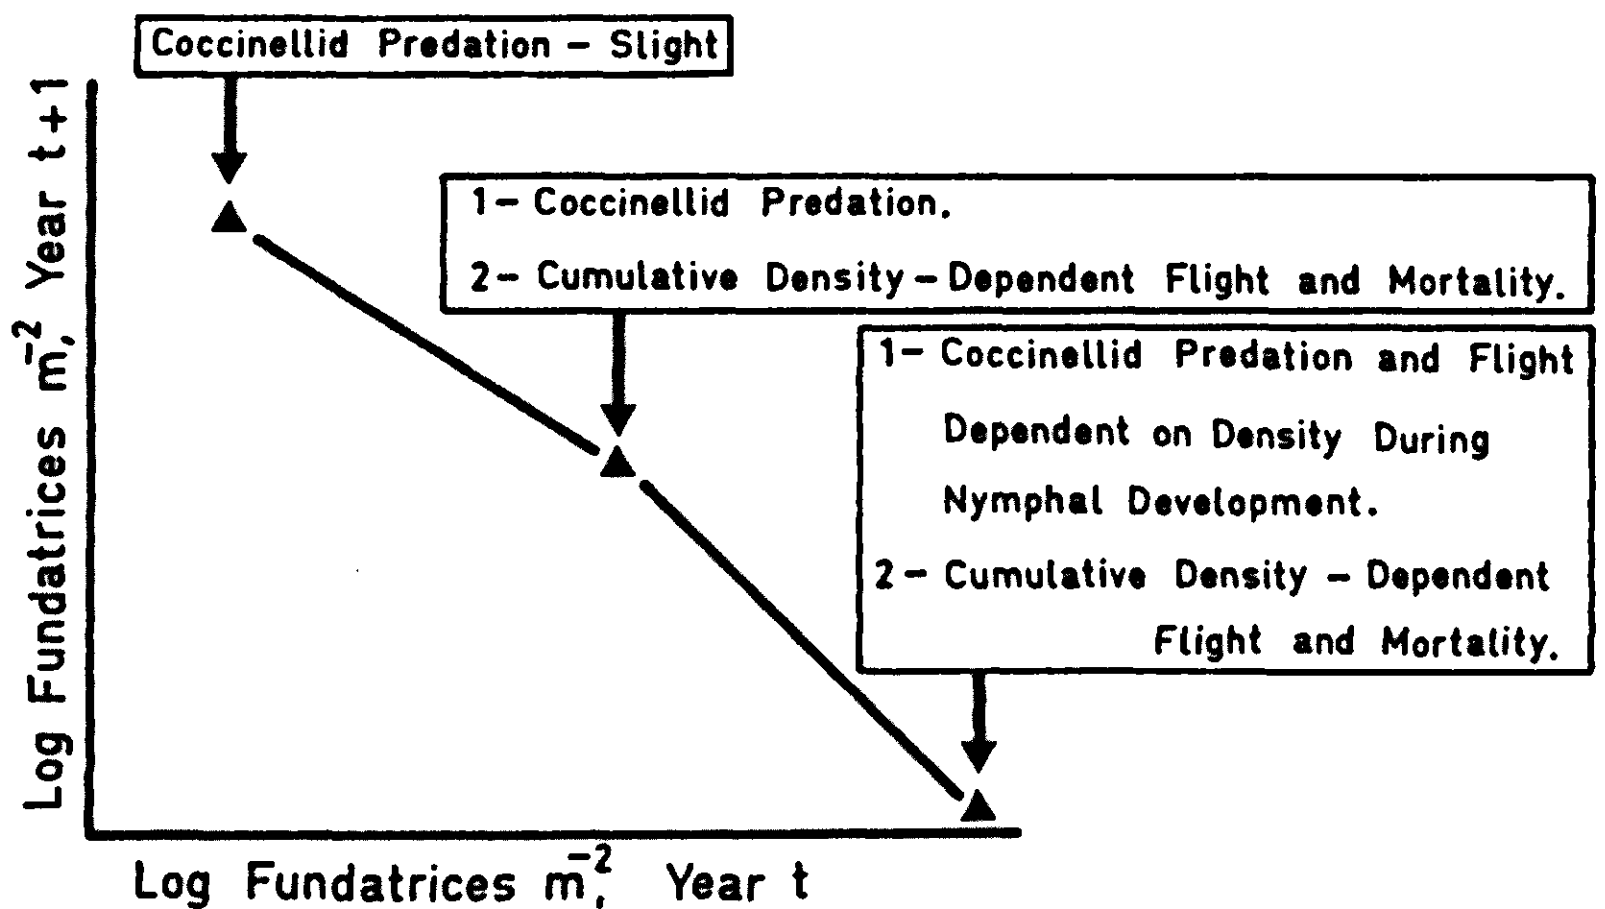 Coccinellid Predation – Slight
1– Coccinellid Predation.
2– Cumulative Density – Dependent Flight and Mortality.
1– Coccinellid Predation and Flight
Dependent on Density During
Nymphal Development.
2 – Cumulative Density – Dependent
Flight and Mortality.
Log Fundatrices m⁻², Year t+1
Log Fundatrices m⁻², Year t